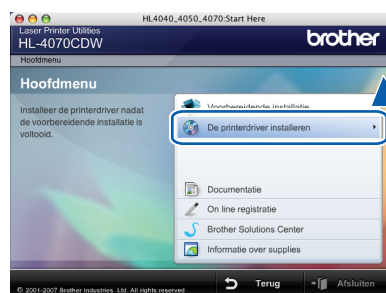 HL4040_4050_4070:Start Here
Laser Printer Utilities
HL-4070CDW
brother
Hoofdmenu
Hoofdmenu
Installeer de printerdriver nadat
de voorbereidende installatie is
voltooid.
Voorbereidende installatie
De printerdriver installeren
Documentatie
On line registratie
Brother Solutions Center
Informatie over supplies
© 2001-2007 Brother Industries, Ltd. All rights reserved
Terug
Afsluiten